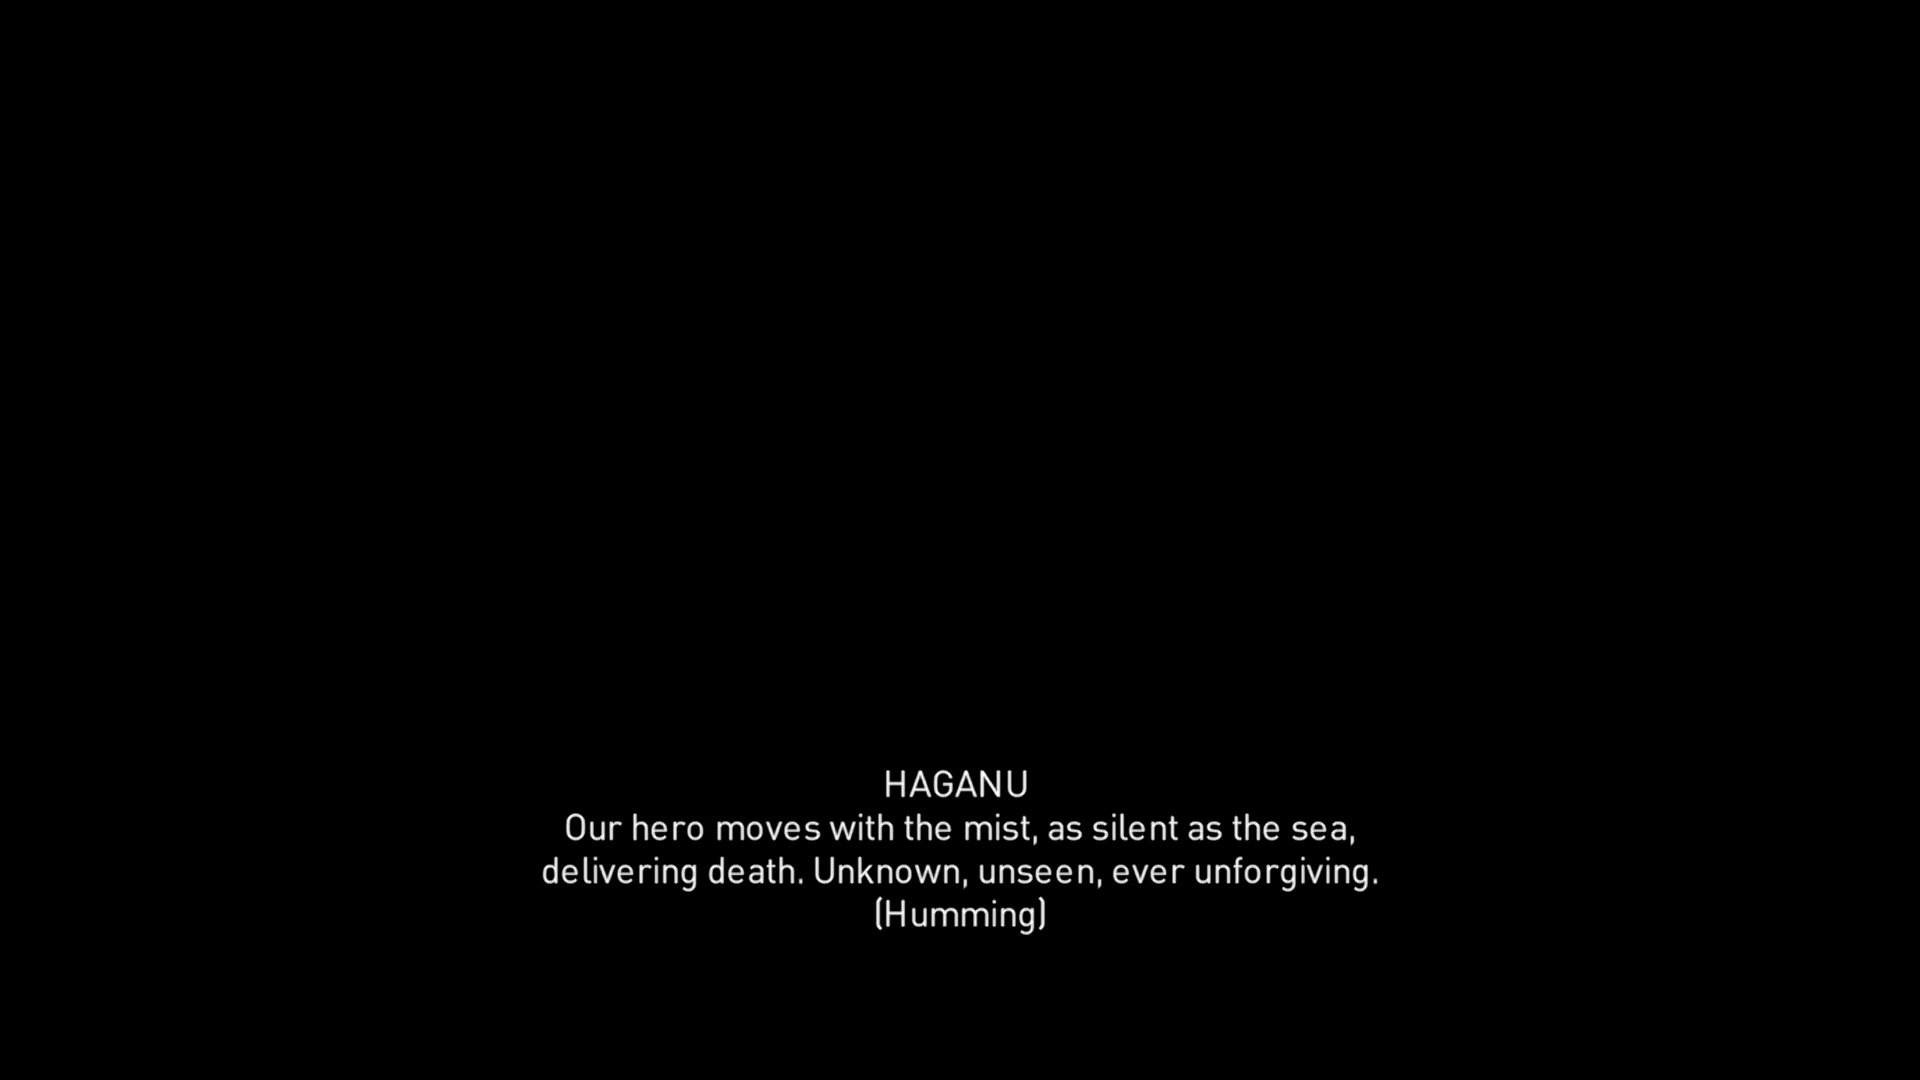 HAGANU
Our hero moves with the mist, as silent as the sea,
delivering death. Unknown, unseen, ever unforgiving.
(Humming)